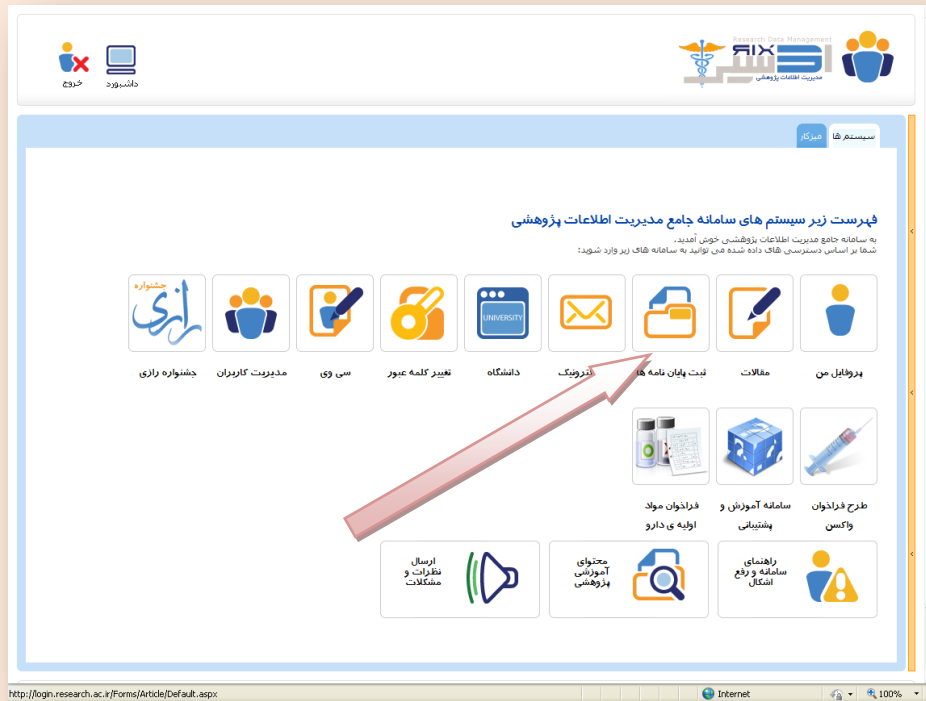 Research Data Management
اکسیر
XIR
مدیریت اطلاعات پژوهشی
داشبورد
خروج
سیستم ها
میزکار
فهرست زیر سیستم های سامانه جامع مدیریت اطلاعات پژوهشی
به سامانه جامع مدیریت اطلاعات پژوهشی خوش آمدید.
شما بر اساس دسترسی های داده شده می توانید به سامانه های زیر وارد شوید:
UNIVERSITY
جشنواره
رازی
پروفایل من
مقالات
ثبت پایان نامه ها
دانشگاه
تغییر کلمه عبور
سی وی
مدیریت کاربران
جشنواره رازی
طرح فراخوان
واکسن
سامانه آموزش و
پشتیبانی
فراخوان مواد
اولیه ی دارو
راهنمای
سامانه و رفع
اشکال
محتوای
آموزشی
پژوهشی
ارسال
نظرات و
مشکلات
http://login.research.ac.ir/Forms/Article/Default.aspx
Internet
100%